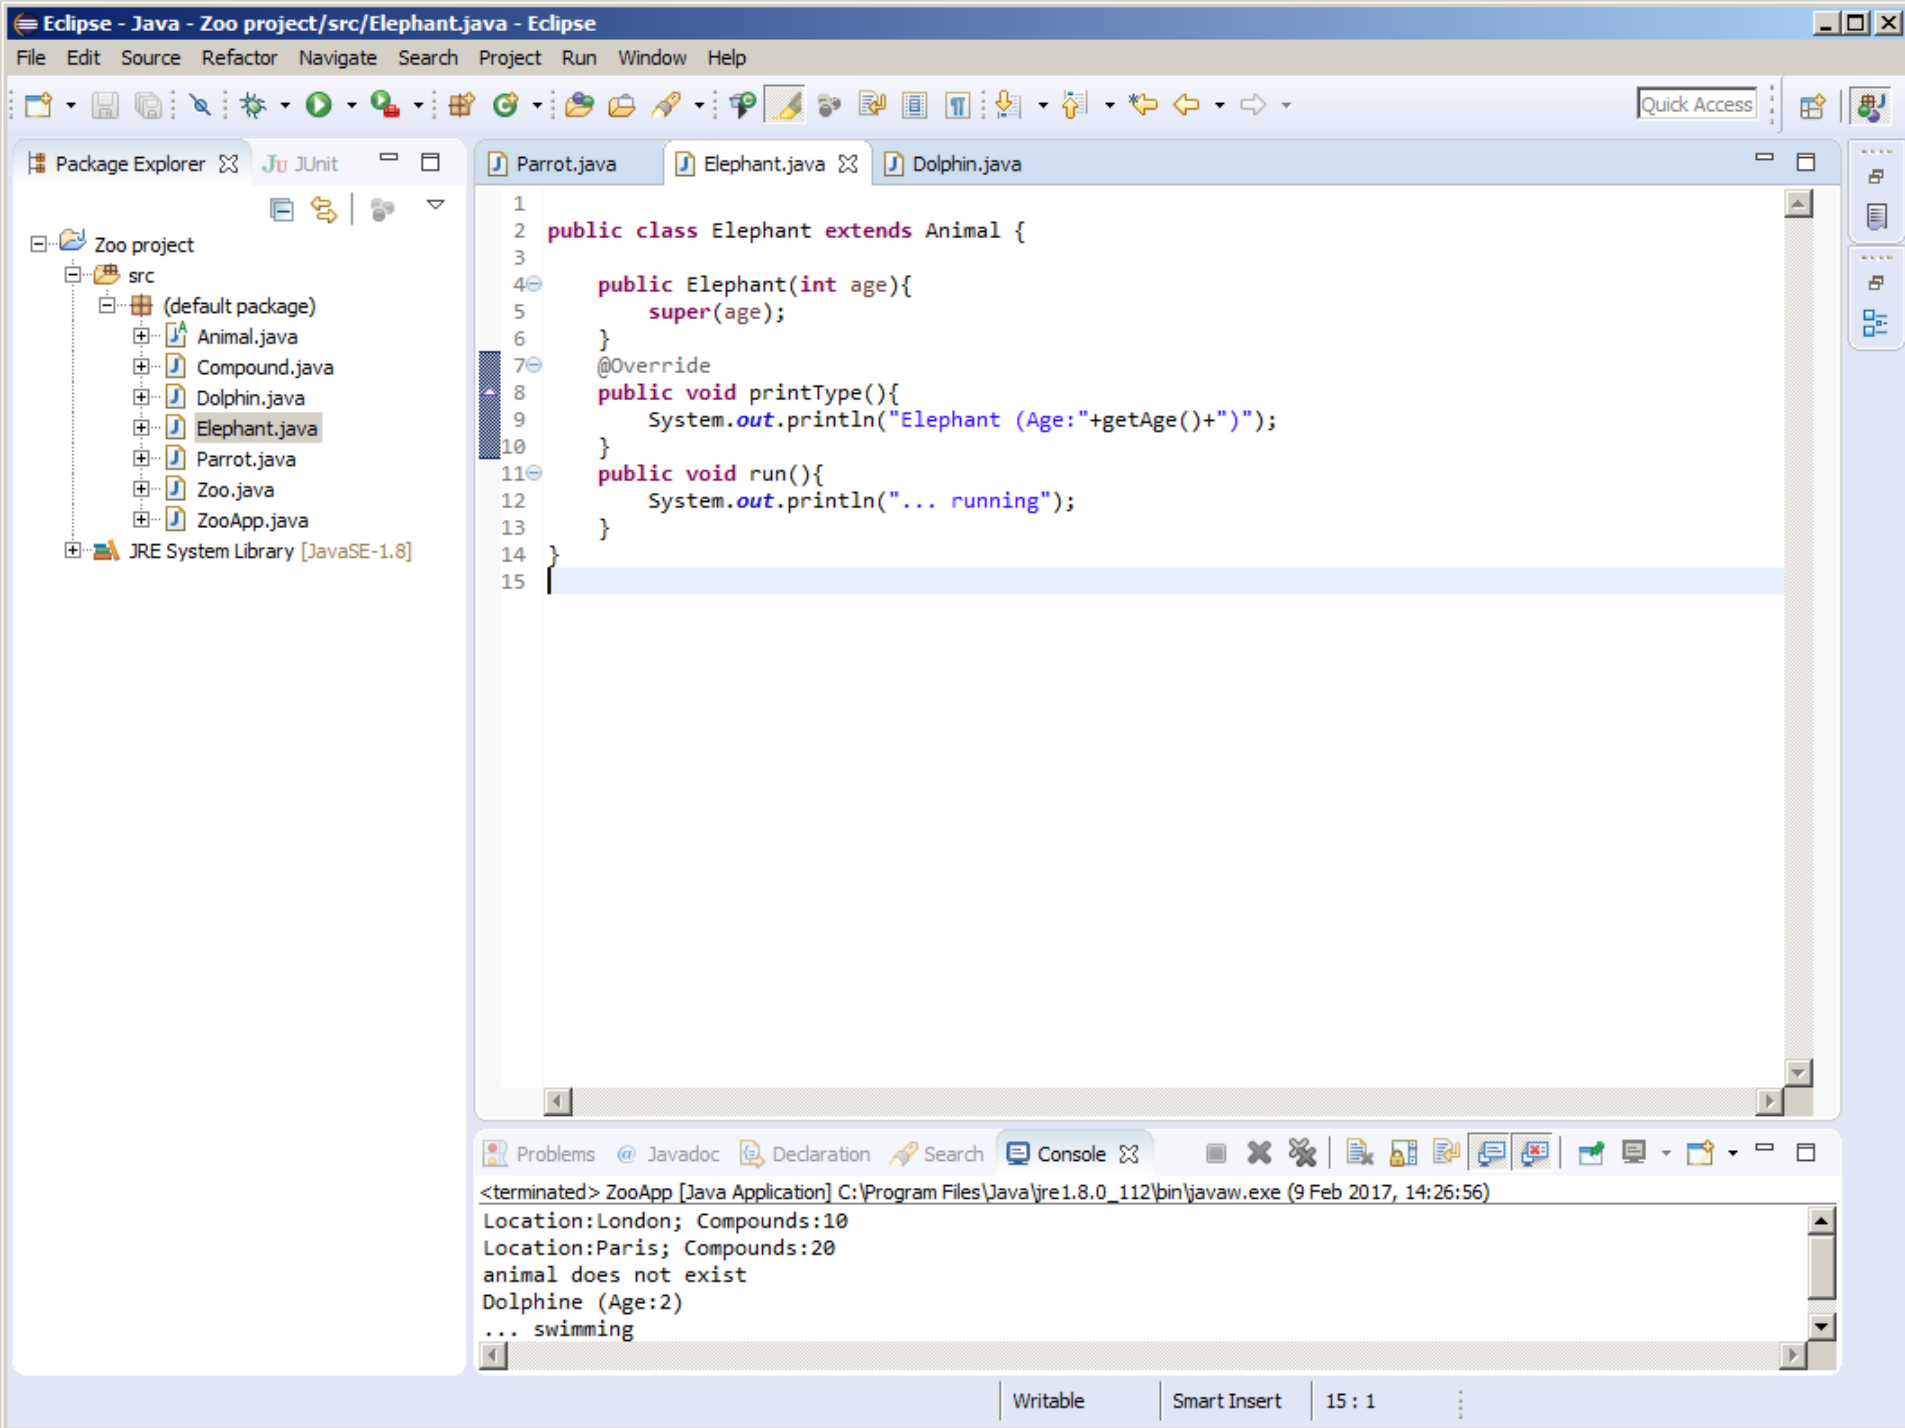 Eclipse - Java - Zoo project/src/Elephant.java - Eclipse
File Edit Source Refactor Navigate Search Project Run Window Help
Quick Access
Package Explorer JUnit
Zoo project
src
(default package)
Animal.java
Compound.java
Dolphin.java
Elephant.java
Parrot.java
Zoo.java
ZooApp.java
JRE System Library [JavaSE-1.8]
Parrot.java Elephant.java Dolphin.java
1
2 public class Elephant extends Animal {
3
4 public Elephant(int age){
5 super(age);
6 }
7 @Override
8 public void printType(){
9 System.out.println("Elephant (Age:"+getAge()+")");
10 }
11 public void run(){
12 System.out.println("... running");
13 }
14 }
15
Problems @ Javadoc Declaration Search Console
<terminated> ZooApp [Java Application] C:\Program Files\Java\jre1.8.0_112\bin\javaw.exe (9 Feb 2017, 14:26:56)
Location:London; Compounds:10
Location:Paris; Compounds:20
animal does not exist
Dolphine (Age:2)
... swimming
Writable Smart Insert 15 : 1